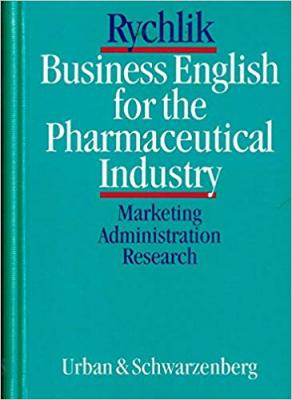 Rychlik
Business English
for the
Pharmaceutical
Industry
Marketing
Administration
Research
Urban & Schwarzenberg